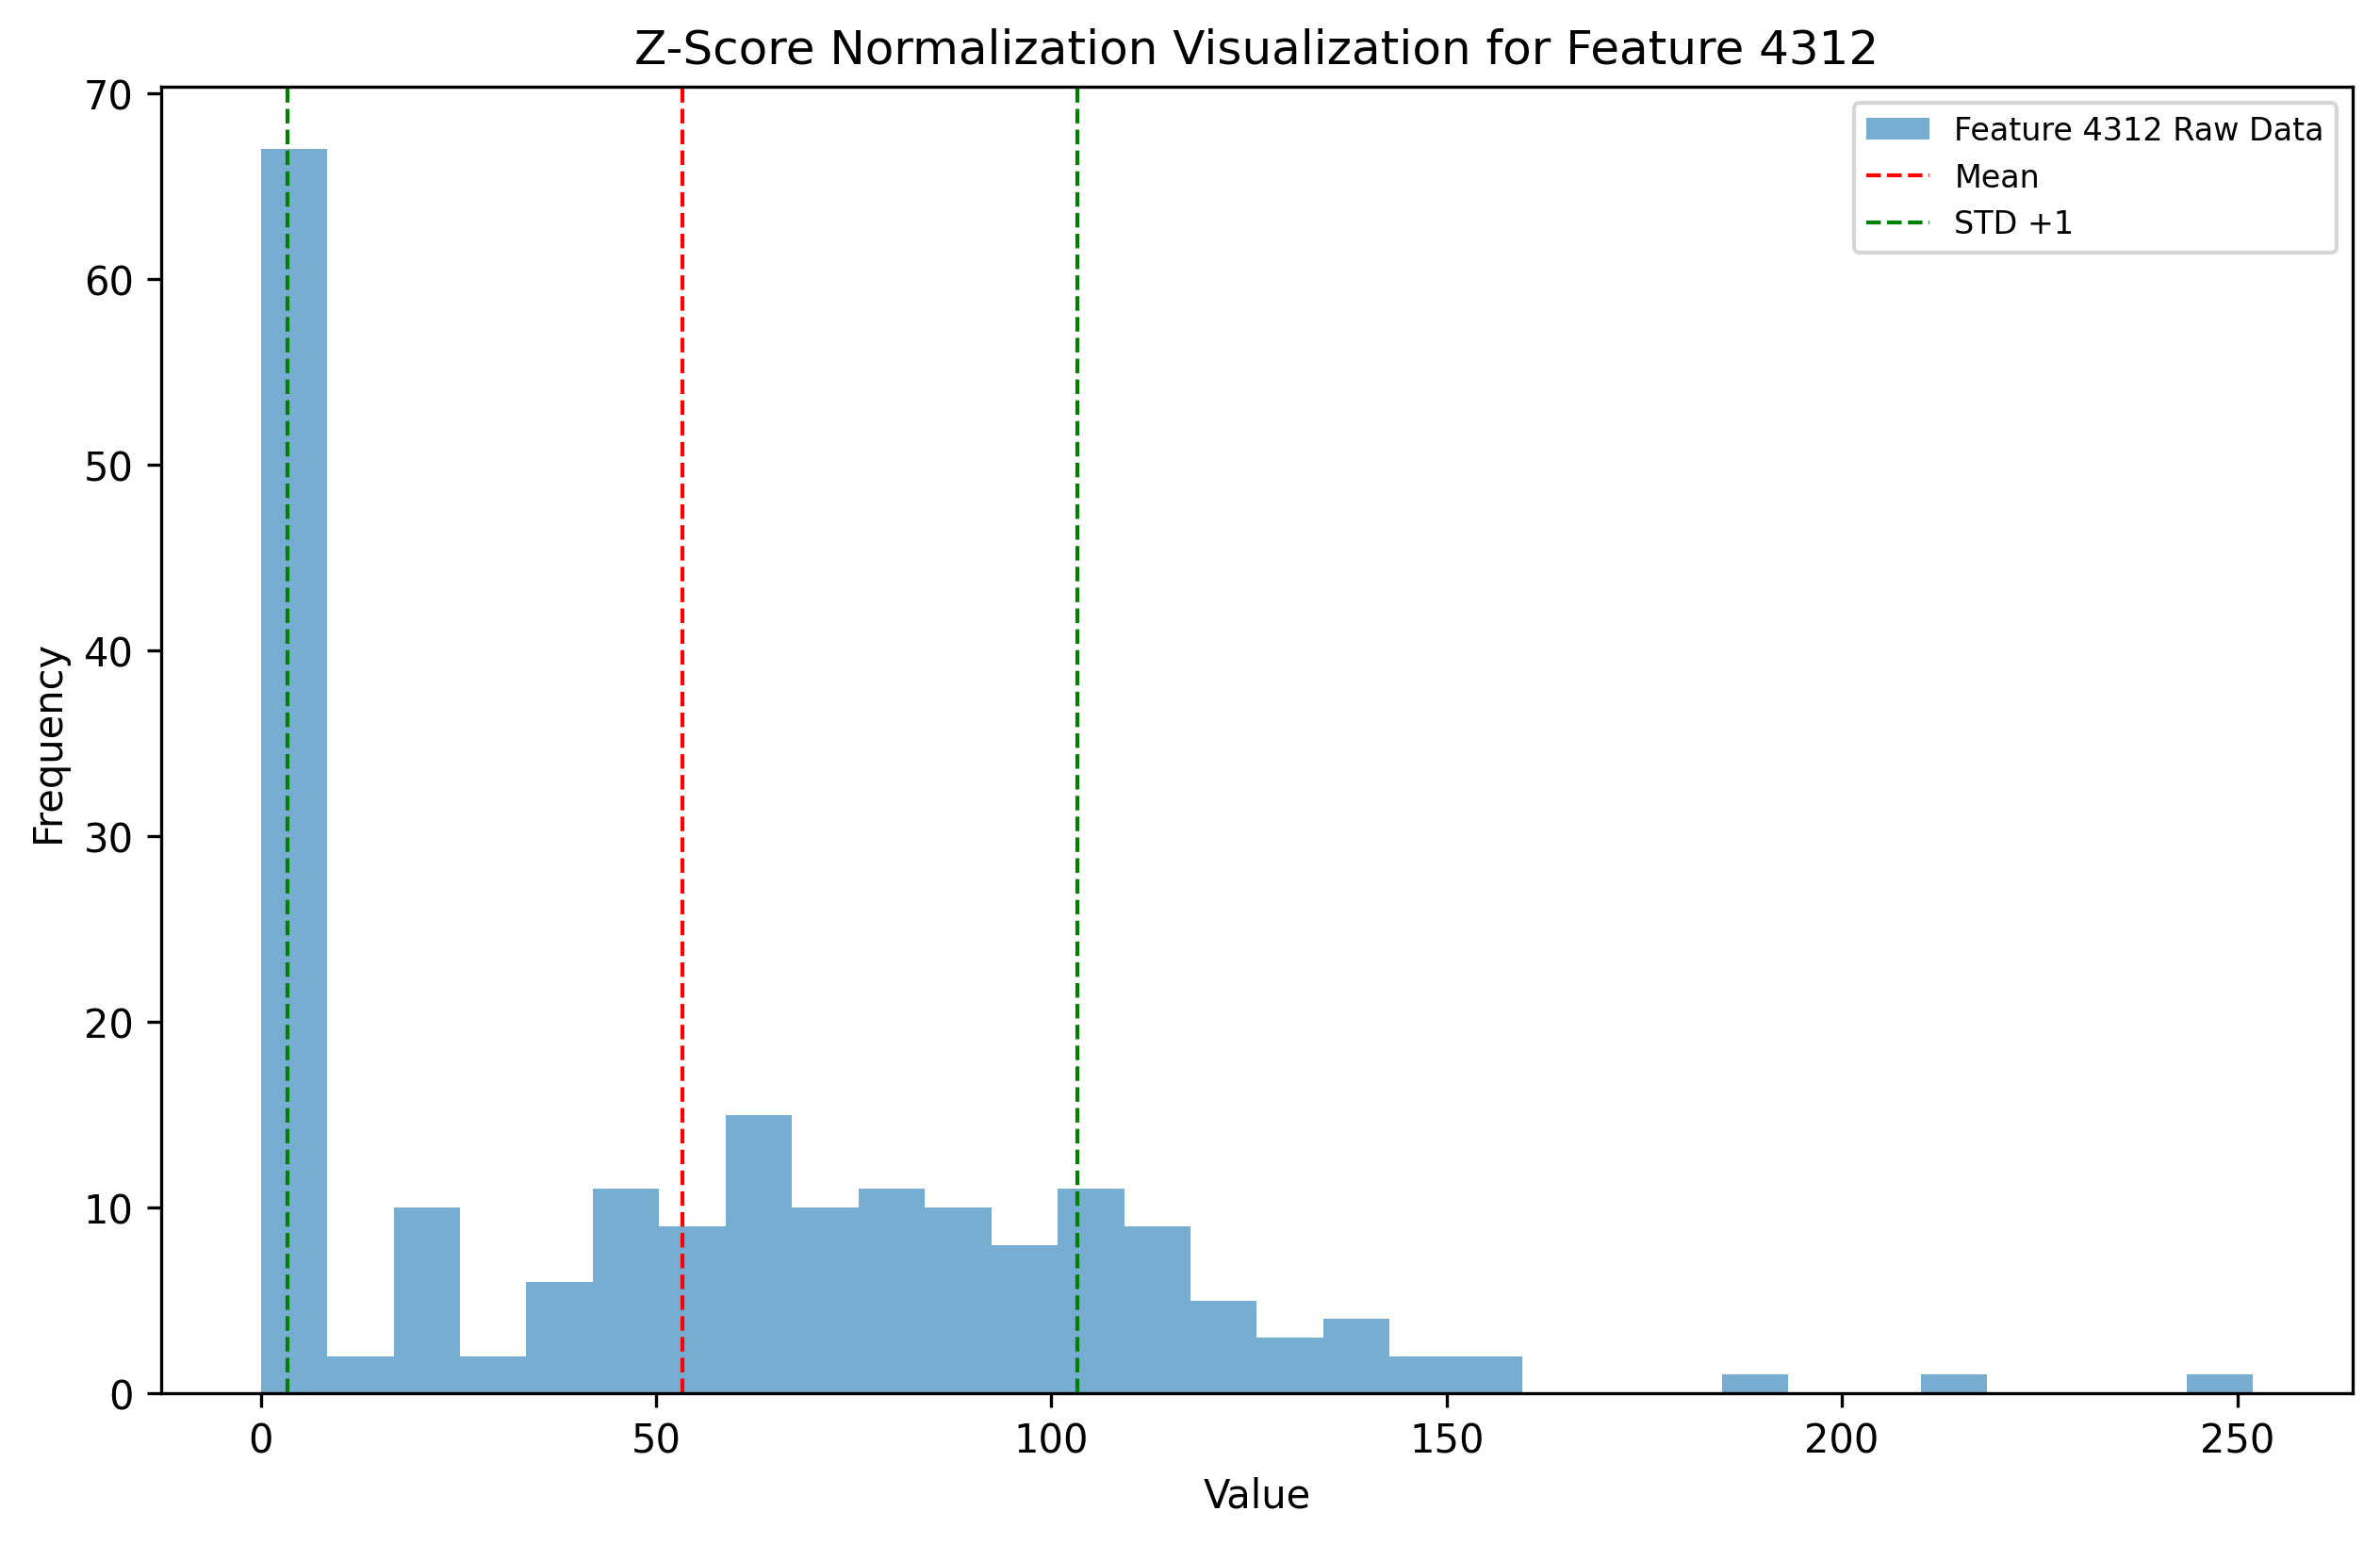 Z-Score Normalization Visualization for Feature 4312
Feature 4312 Raw Data
Mean
STD +1
Frequency
70
60
50
40
30
20
10
0
0 50 100 150 200 250
Value